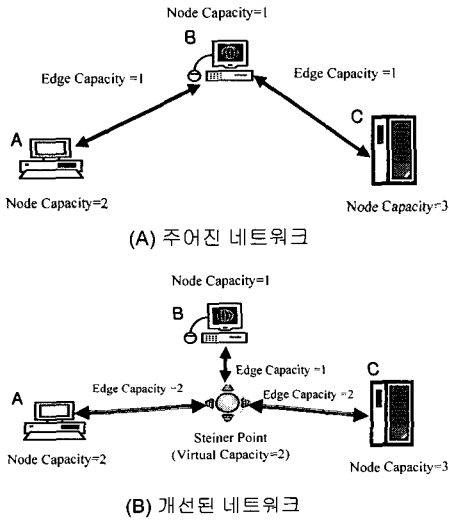 Node Capacity=1
B
Edge Capacity =1
Edge Capacity =1
A
C
Node Capacity=2
Node Capacity=3
(A) 주어진 네트워크
Node Capacity=1
B
Edge Capacity =1
Edge Capacity =2
Edge Capacity =2
A
C
Steiner Point
(Virtual Capacity=2)
Node Capacity=2
Node Capacity=3
(B) 개선된 네트워크